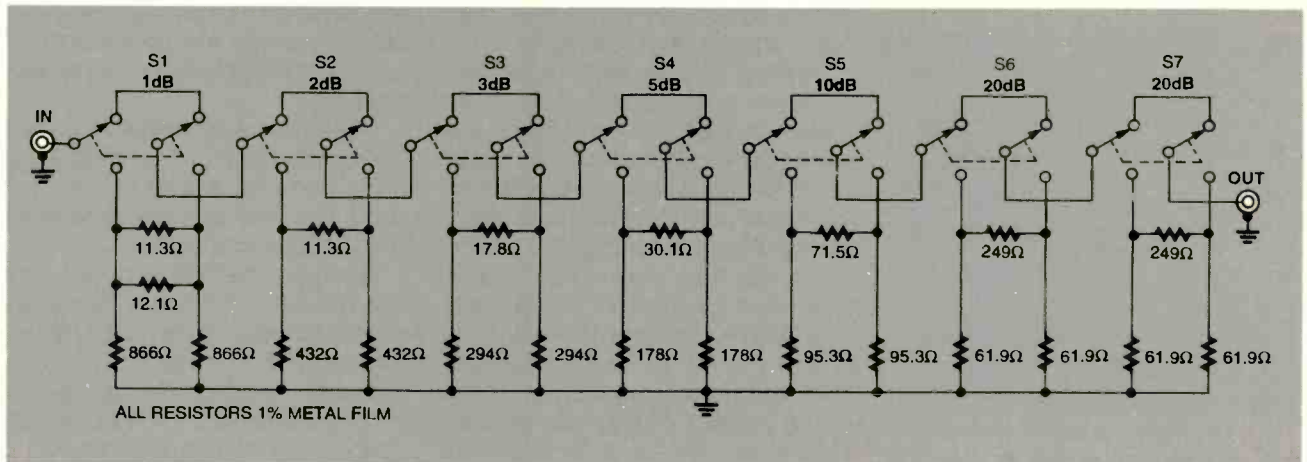 S1 S2 S3 S4 S5 S6 S7
1dB 2dB 3dB 5dB 10dB 20dB 20dB
IN
OUT
11.3Ω 11.3Ω 17.8Ω 30.1Ω 71.5Ω 249Ω 249Ω
12.1Ω
866Ω 866Ω 432Ω 432Ω 294Ω 294Ω 178Ω 178Ω 95.3Ω 95.3Ω 61.9Ω 61.9Ω 61.9Ω 61.9Ω
ALL RESISTORS 1% METAL FILM